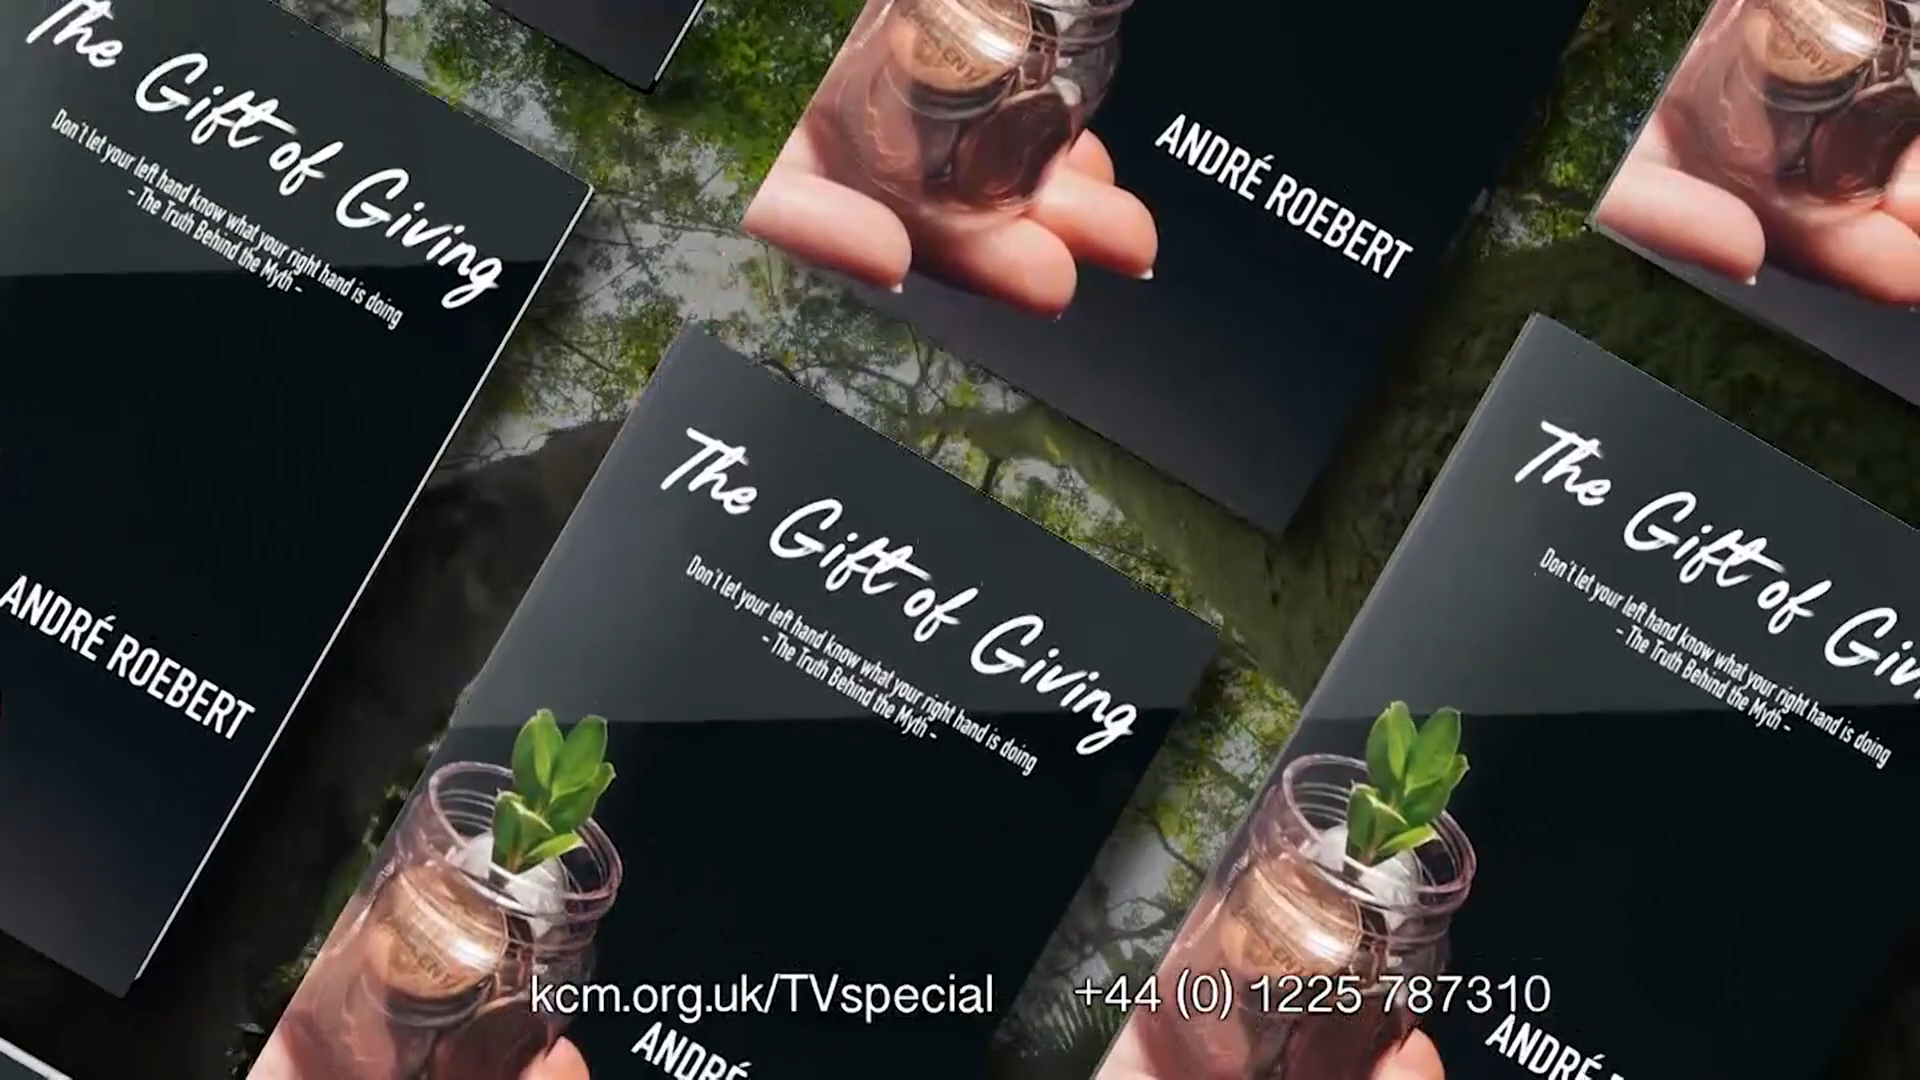 The Gift of Giving
Don't let your left hand know what your right hand is doing
- The Truth Behind the Myth -
ANDRÉ ROEBERT
ANDRÉ ROEBERT
The Gift of Giving
Don't let your left hand know what your right hand is doing
- The Truth Behind the Myth -
ANDRÉ
The Gift of Giv
Don't let your left hand know what your right hand is doing
- The Truth Behind the Myth -
ANDRÉ
kcm.org.uk/TVspecial
+44 (0) 1225 787310